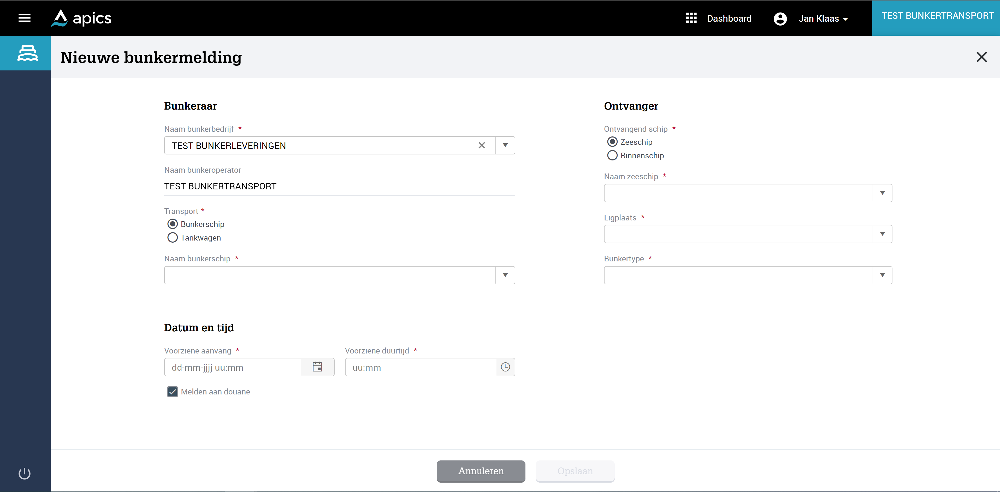 apics
Dashboard
Jan Klaas
TEST BUNKERTRANSPORT
Nieuwe bunkermelding
Bunkeraar
Naam bunkerbedrijf *
TEST BUNKERLEVERINGEN
Naam bunkeroperator
TEST BUNKERTRANSPORT
Transport *
Bunkerschip
Tankwagen
Naam bunkerschip *
Ontvanger
Ontvangend schip *
Zeeschip
Binnenschip
Naam zeeschip *
Ligplaats *
Bunkertype *
Datum en tijd
Voorziene aanvang *
dd-mm-jjjj uu:mm
Voorziene duurtijd *
uu:mm
Melden aan douane
Annuleren
Opslaan